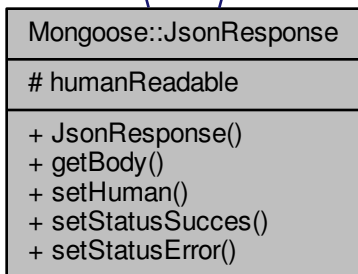 Mongoose::JsonResponse
# humanReadable
+ JsonResponse()
+ getBody()
+ setHuman()
+ setStatusSucces()
+ setStatusError()